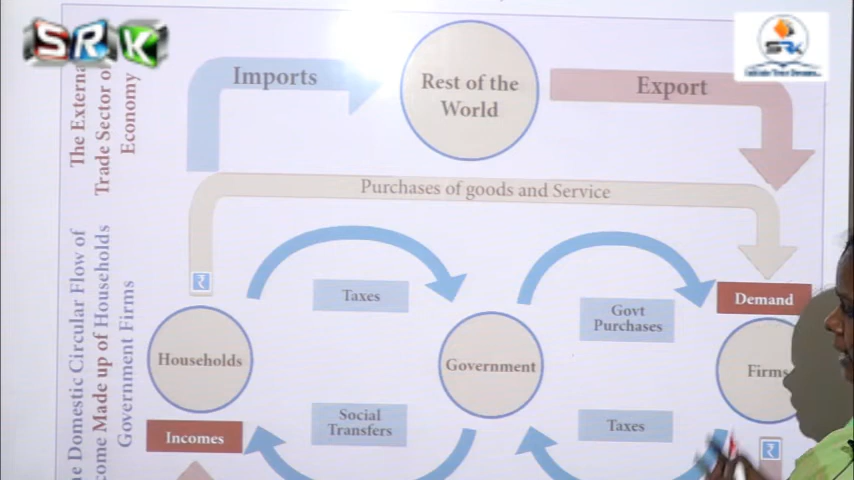 SRK
SRK
Imports
Rest of the
World
Export
The External
Trade Sector of
Economy
Purchases of goods and Service
₹
Taxes
Govt
Purchases
Demand
Households
Government
Firms
Incomes
Social
Transfers
Taxes
₹
Domestic Circular Flow of
Made up of Households
Government Firms